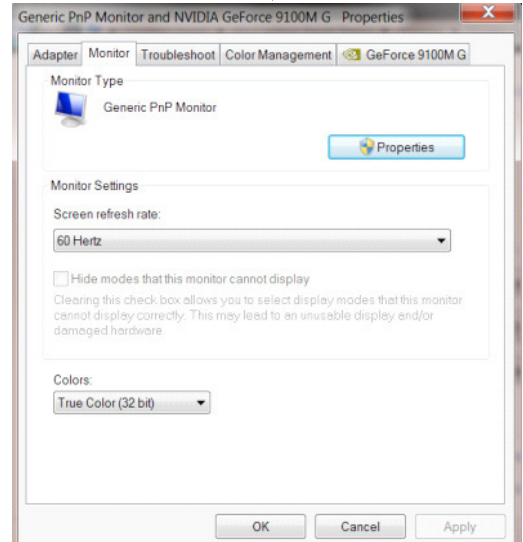 Generic PnP Monitor and NVIDIA GeForce 9100M G Properties
X
Adapter Monitor Troubleshoot Color Management GeForce 9100M G
Monitor Type
Generic PnP Monitor
Properties
Monitor Settings
Screen refresh rate:
60 Hertz
Hide modes that this monitor cannot display
Clearing this check box allows you to select display modes that this monitor
cannot display correctly. This may lead to an unusable display and/or
damaged hardware.
Colors:
True Color (32 bit)
OK Cancel Apply